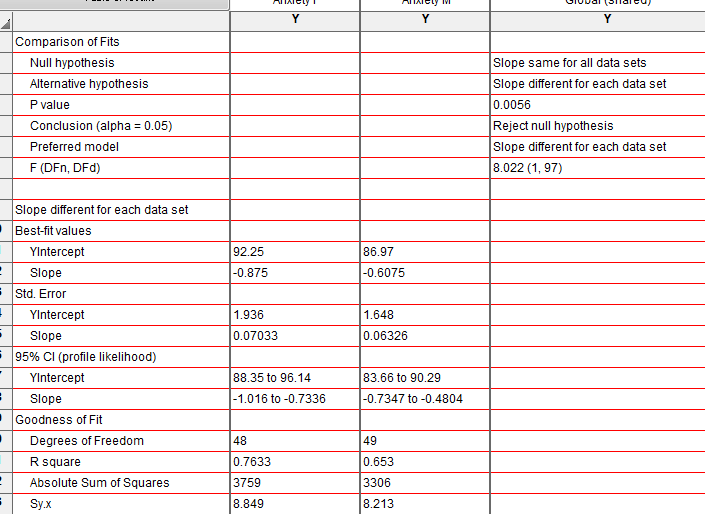 Y Y Y
Comparison of Fits
Null hypothesis Slope same for all data sets
Alternative hypothesis Slope different for each data set
P value 0.0056
Conclusion (alpha = 0.05) Reject null hypothesis
Preferred model Slope different for each data set
F (DFn, DFd) 8.022 (1, 97)
Slope different for each data set
Best-fit values
YIntercept 92.25 86.97
Slope -0.875 -0.6075
Std. Error
YIntercept 1.936 1.648
Slope 0.07033 0.06326
95% CI (profile likelihood)
YIntercept 88.35 to 96.14 83.66 to 90.29
Slope -1.016 to -0.7336 -0.7347 to -0.4804
Goodness of Fit
Degrees of Freedom 48 49
R square 0.7633 0.653
Absolute Sum of Squares 3759 3306
Sy.x 8.849 8.213